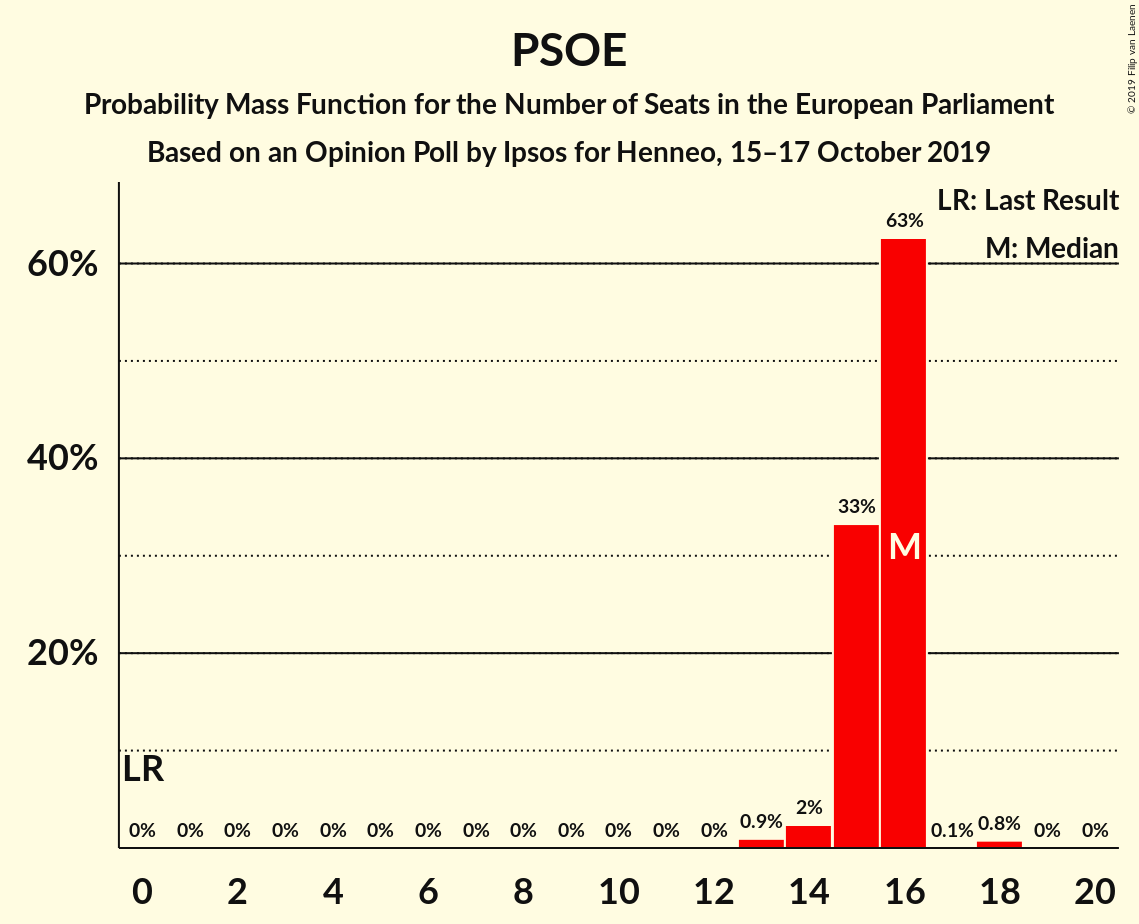 PSOE
Probability Mass Function for the Number of Seats in the European Parliament
Based on an Opinion Poll by Ipsos for Henneo, 15–17 October 2019
© 2019 Filip van Laenen
LR: Last Result
M: Median
60%
40%
20%
63%
33%
M
LR
0% 0% 0% 0% 0% 0% 0% 0% 0% 0% 0% 0% 0% 0.9% 2% 0.1% 0.8% 0% 0%
0 2 4 6 8 10 12 14 16 18 20